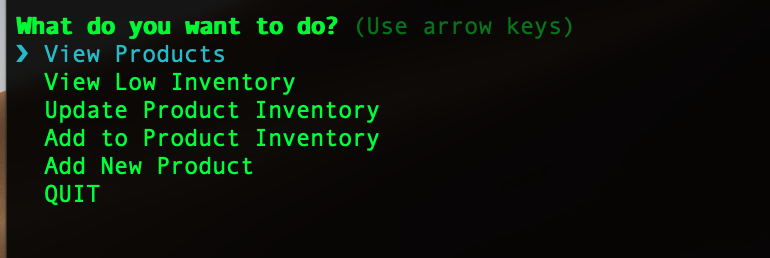 What do you want to do? (Use arrow keys)
❯ View Products
View Low Inventory
Update Product Inventory
Add to Product Inventory
Add New Product
QUIT